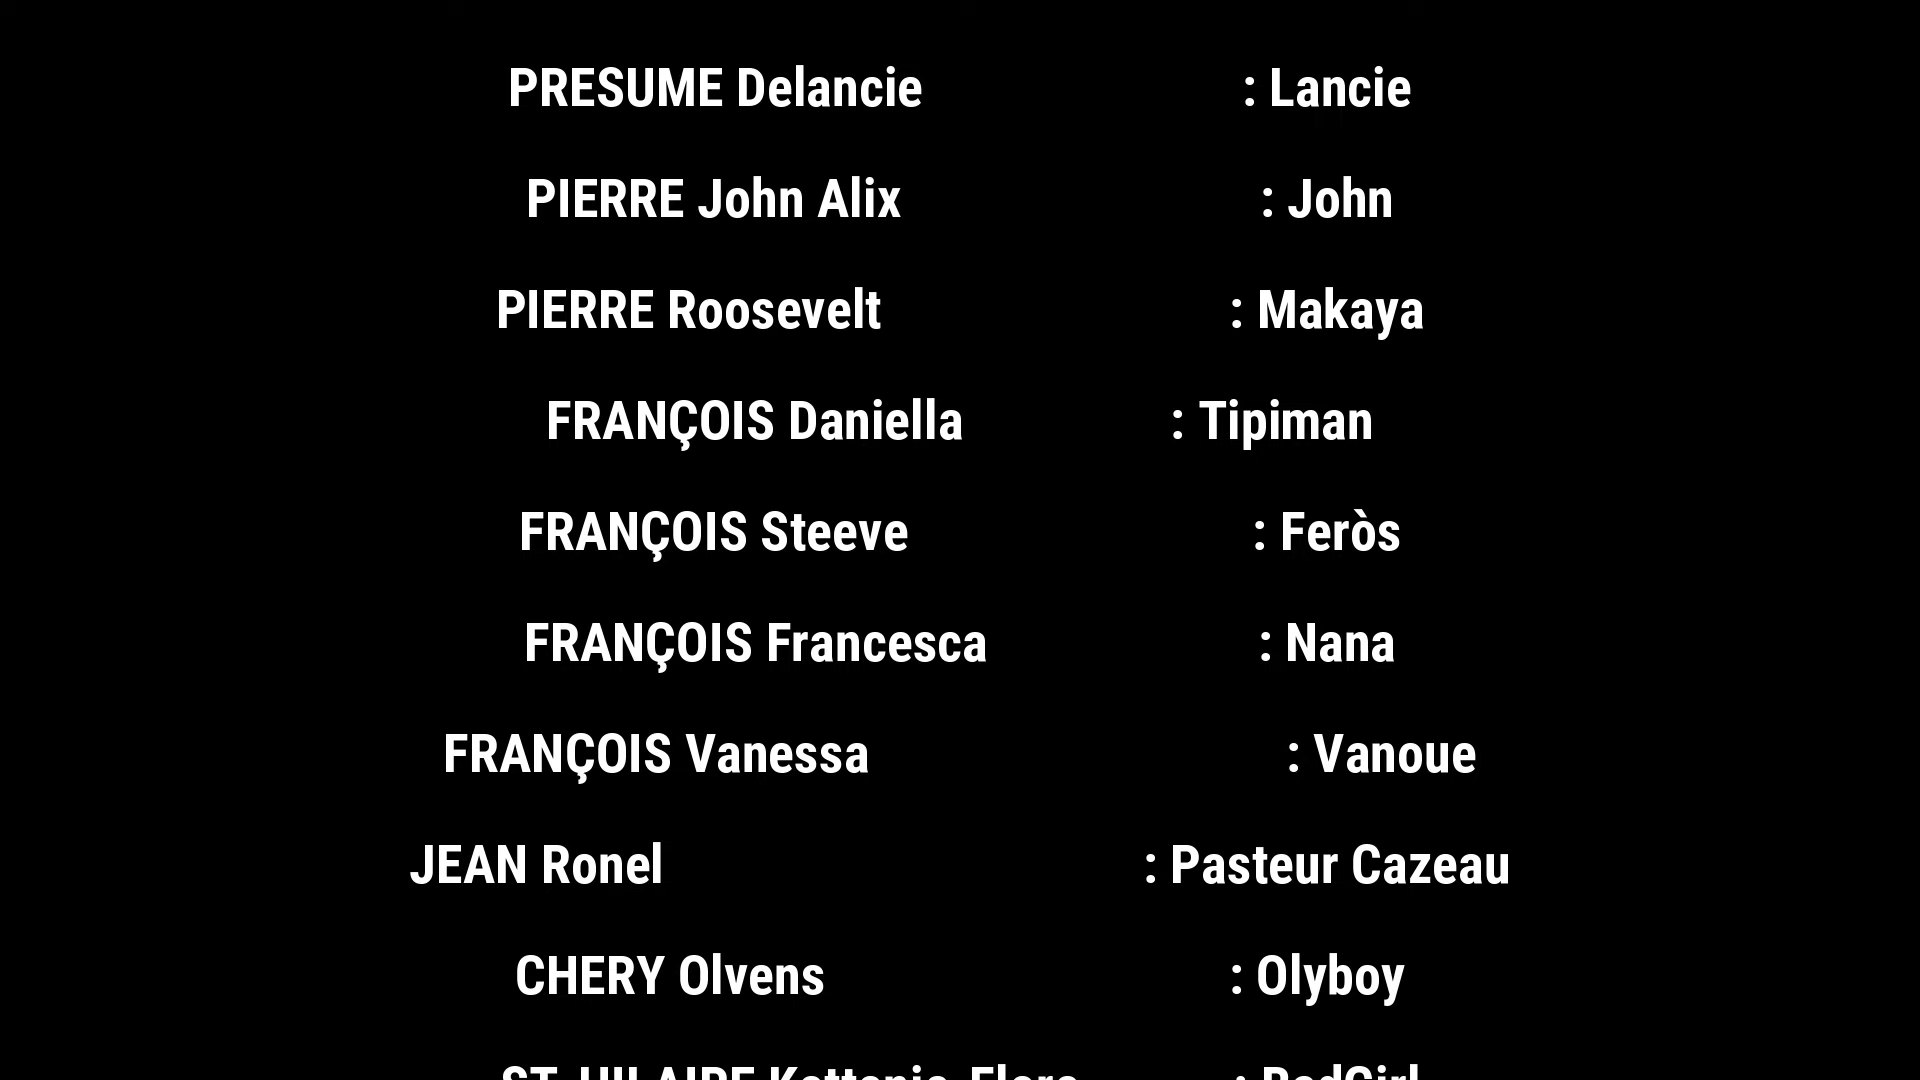 PRESUME Delancie : Lancie
PIERRE John Alix : John
PIERRE Roosevelt : Makaya
FRANÇOIS Daniella : Tipiman
FRANÇOIS Steeve : Feròs
FRANÇOIS Francesca : Nana
FRANÇOIS Vanessa : Vanoue
JEAN Ronel : Pasteur Cazeau
CHERY Olvens : Olyboy